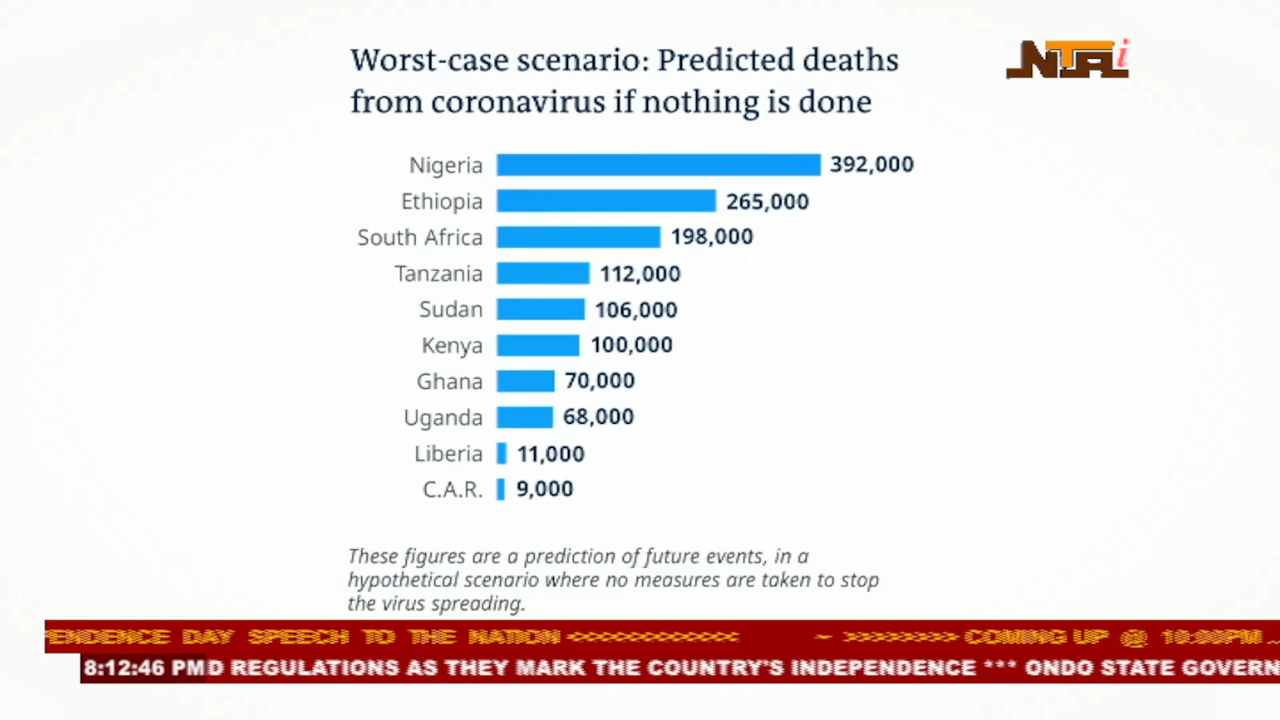 Worst-case scenario: Predicted deaths
from coronavirus if nothing is done
NTA i
Nigeria 392,000
Ethiopia 265,000
South Africa 198,000
Tanzania 112,000
Sudan 106,000
Kenya 100,000
Ghana 70,000
Uganda 68,000
Liberia 11,000
C.A.R. 9,000
These figures are a prediction of future events, in a
hypothetical scenario where no measures are taken to stop
the virus spreading.
ENDENCE DAY SPEECH TO THE NATION <<<<<<<<<<<<< ~ >>>>>>>> COMING UP @ 10:00PM ..
8:12:46 PM D REGULATIONS AS THEY MARK THE COUNTRY'S INDEPENDENCE *** ONDO STATE GOVERN